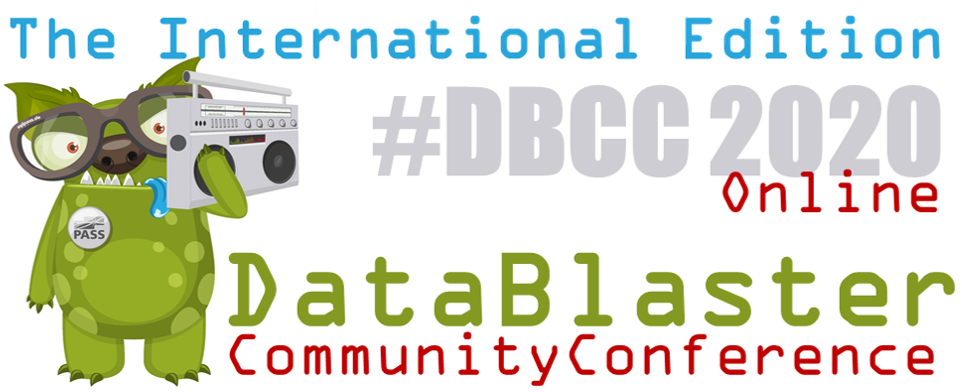 The International Edition
#DBCC 2020
Online
PASS
DataBlaster
CommunityConference